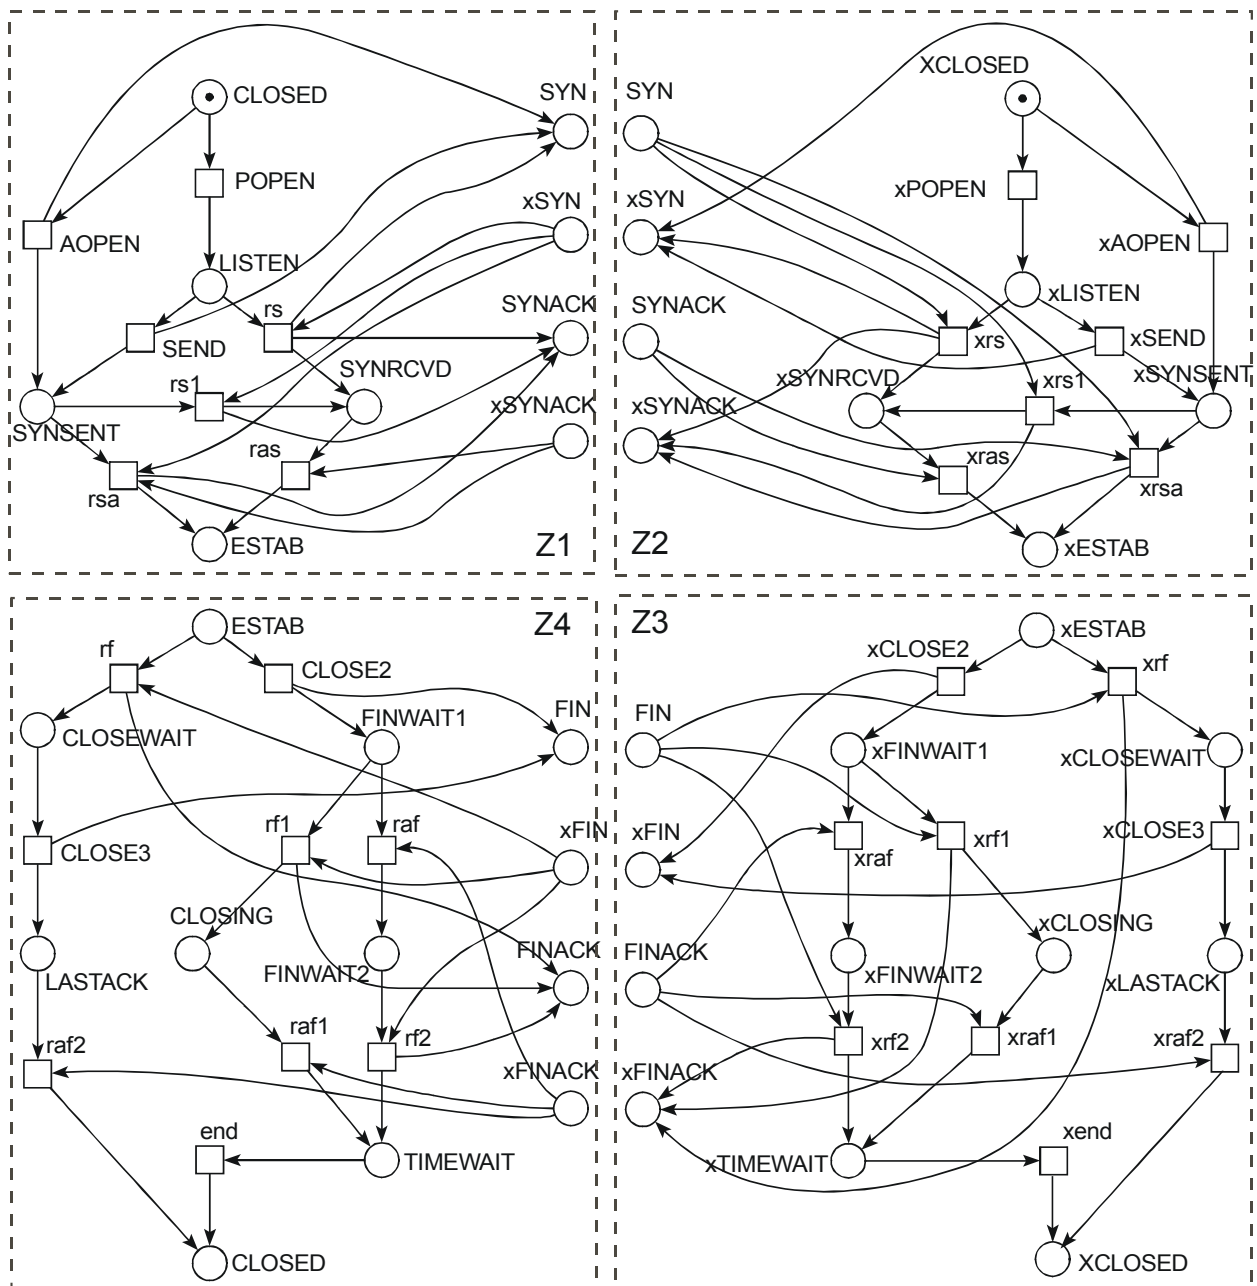 CLOSED
SYN
POPEN
xSYN
AOPEN
LISTEN
rs
SYNACK
SEND
SYNRCVD
rs1
xSYNACK
SYNSENT
ras
rsa
ESTAB
Z1
XCLOSED
SYN
xPOPEN
xSYN
xAOPEN
xLISTEN
SYNACK
xrs
xSEND
xSYNRCVD
xrs1
xSYNSENT
xSYNACK
xras
xrsa
Z2
xESTAB
ESTAB
Z4
rf
CLOSE2
FIN
FINWAIT1
CLOSEWAIT
rf1
raf
xFIN
CLOSE3
CLOSING
FINACK
LASTACK
FINWAIT2
raf1
rf2
raf2
xFINACK
end
TIMEWAIT
CLOSED
Z3
xESTAB
xCLOSE2
xrf
FIN
xFINWAIT1
xCLOSEWAIT
xFIN
xraf
xrf1
xCLOSE3
xCLOSING
FINACK
xFINWAIT2
xLASTACK
xrf2
xraf1
xraf2
xFINACK
xend
xTIMEWAIT
XCLOSED